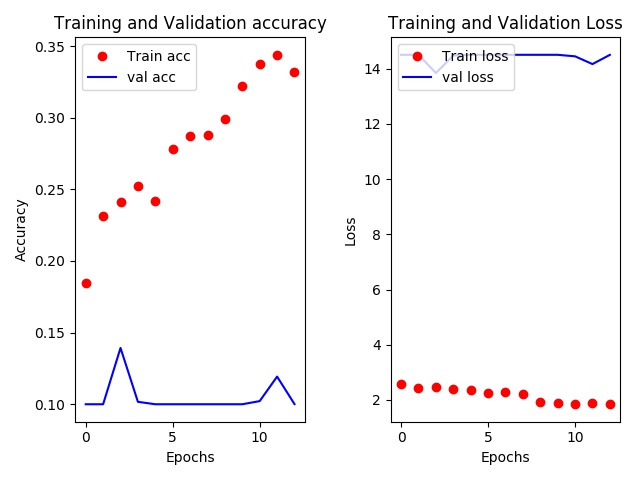 Training and Validation accuracy
Train acc
val acc
0.35
0.30
0.25
0.20
0.15
0.10
Accuracy
0
5
10
Epochs
Training and Validation Loss
Train loss
val loss
14
12
10
8
6
4
2
Loss
0
5
10
Epochs